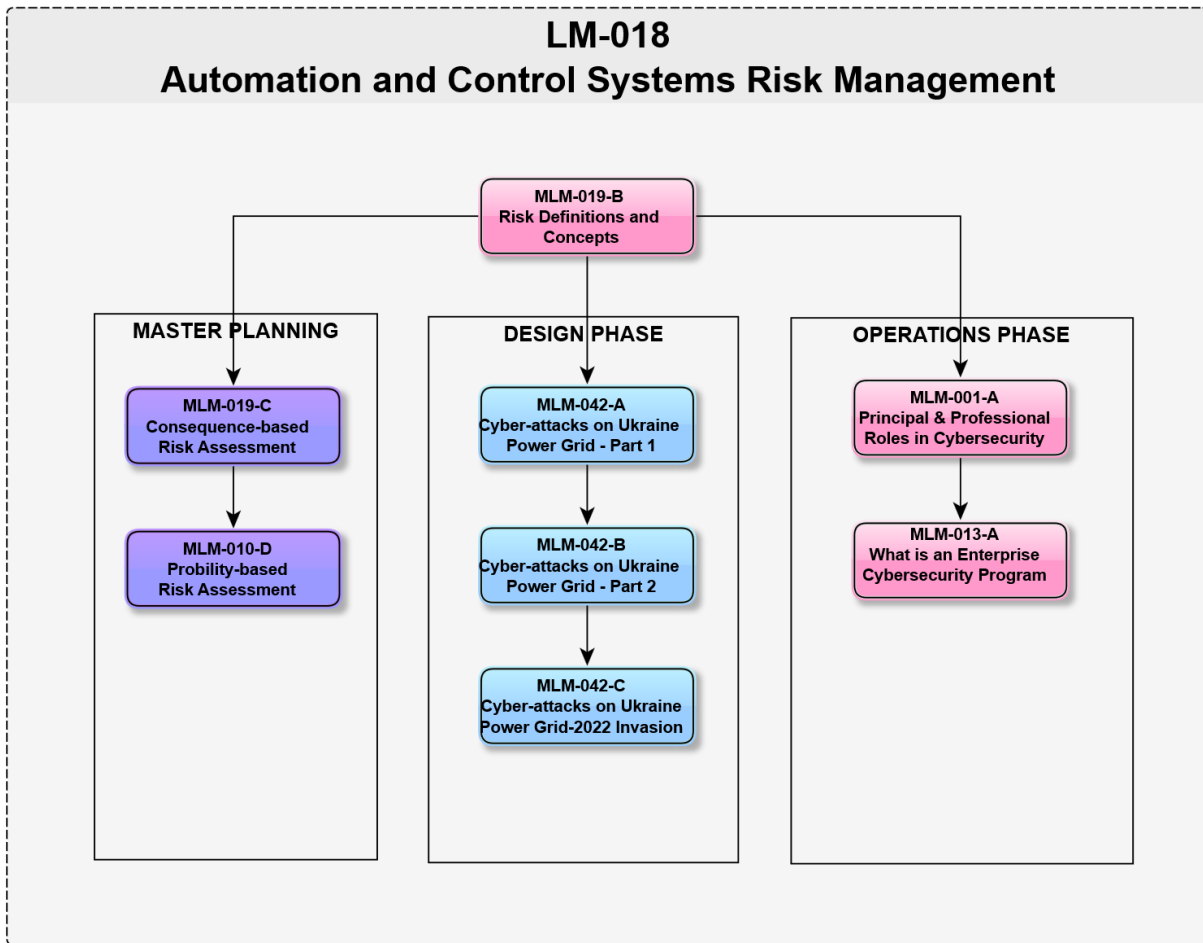 LM-018
Automation and Control Systems Risk Management
MLM-019-B
Risk Definitions and
Concepts
MASTER PLANNING
MLM-019-C
Consequence-based
Risk Assessment
MLM-010-D
Probility-based
Risk Assessment
DESIGN PHASE
MLM-042-A
Cyber-attacks on Ukraine
Power Grid - Part 1
MLM-042-B
Cyber-attacks on Ukraine
Power Grid - Part 2
MLM-042-C
Cyber-attacks on Ukraine
Power Grid-2022 Invasion
OPERATIONS PHASE
MLM-001-A
Principal & Professional
Roles in Cybersecurity
MLM-013-A
What is an Enterprise
Cybersecurity Program